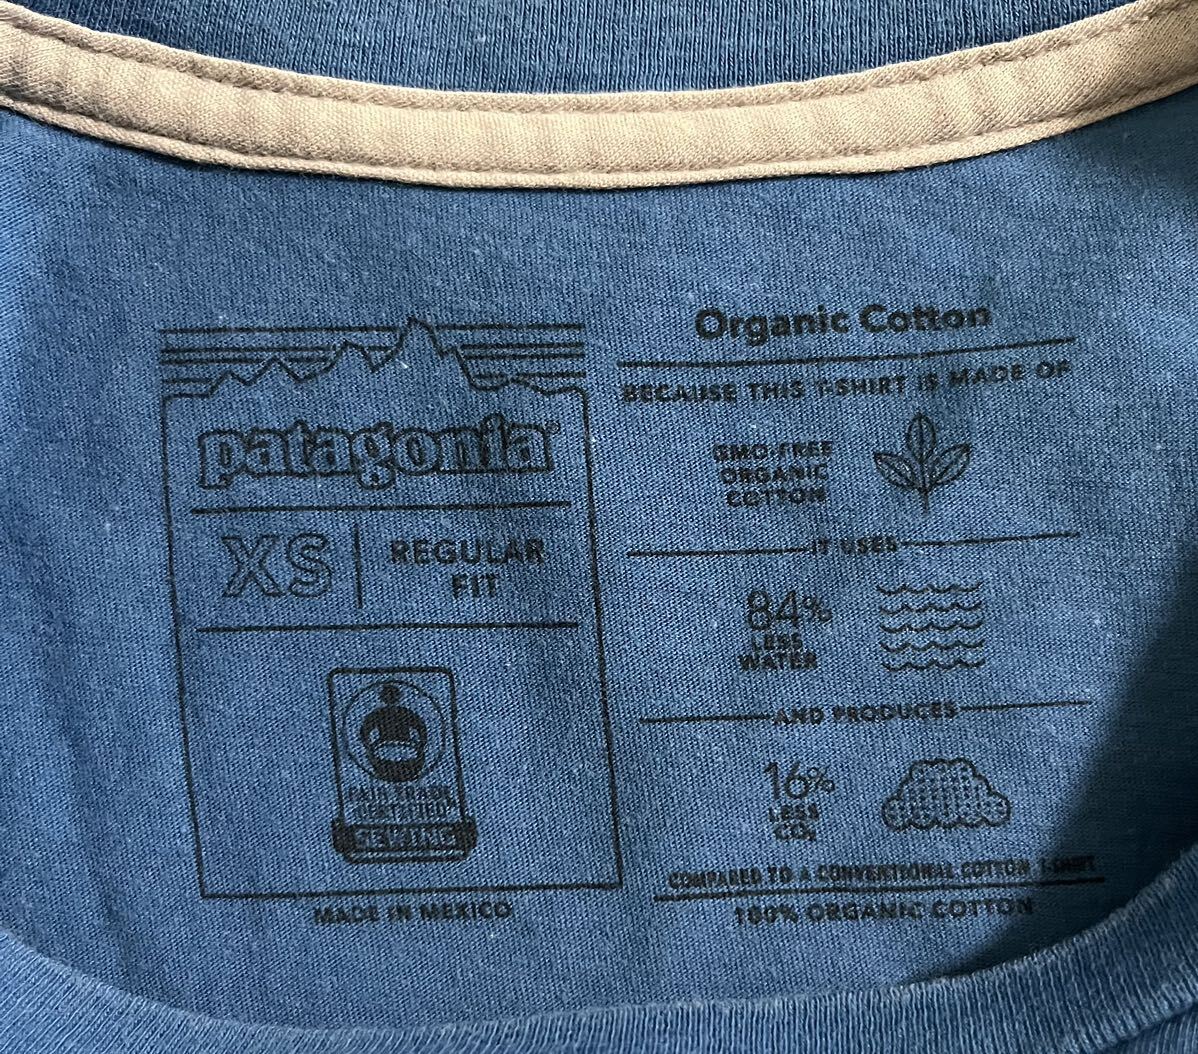 patagonia®
XS
REGULAR
FIT
FAIR TRADE
CERTIFIED™
SEWING
MADE IN MEXICO
Organic Cotton
BECAUSE THIS T-SHIRT IS MADE OF
GMO-FREE
ORGANIC
COTTON
IT USES
84%
LESS
WATER
AND PRODUCES
16%
LESS
CO₂
COMPARED TO A CONVENTIONAL COTTON T-SHIRT
100% ORGANIC COTTON